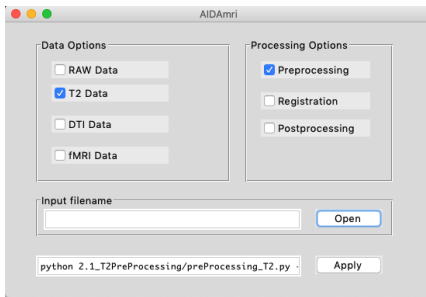 AIDAmri
Data Options
RAW Data
T2 Data
DTI Data
fMRI Data
Processing Options
Preprocessing
Registration
Postprocessing
Input filename
Open
python 2.1_T2PreProcessing/preProcessing_T2.py -
Apply